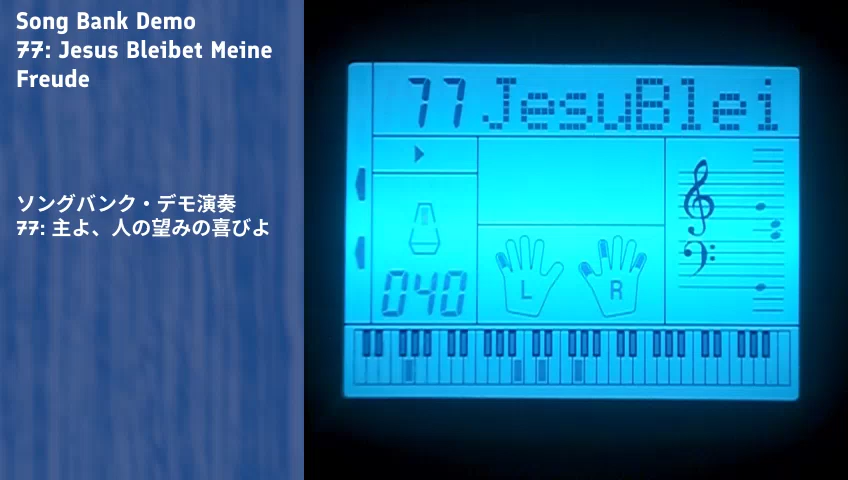 Song Bank Demo
77: Jesus Bleibet Meine
Freude
ソングバンク・デモ演奏
77: 主よ、人の望みの喜びよ
77 JesuBlei
040
L R